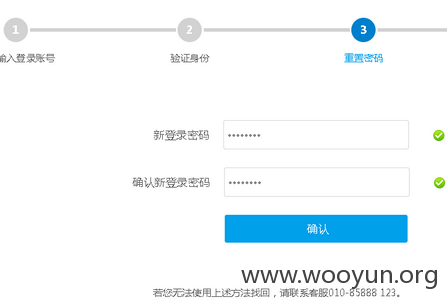 1 2 3
输入登录账号 验证身份 重置密码
新登录密码 ••••••••
确认新登录密码 ••••••••
确认
www.wooyun.org
若您无法使用上述方法找回，请联系客服010-85888 123。